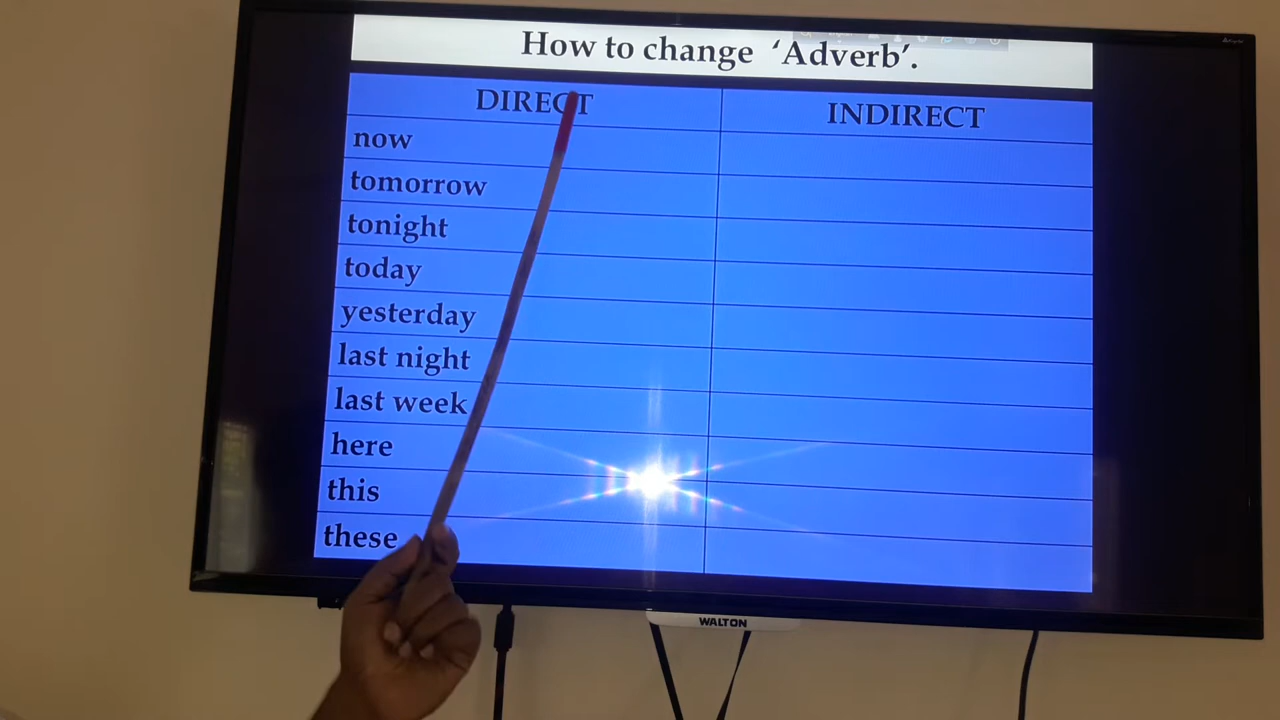 How to change 'Adverb'.
DIRECT INDIRECT
now
tomorrow
tonight
today
yesterday
last night
last week
here
this
these
WALTON